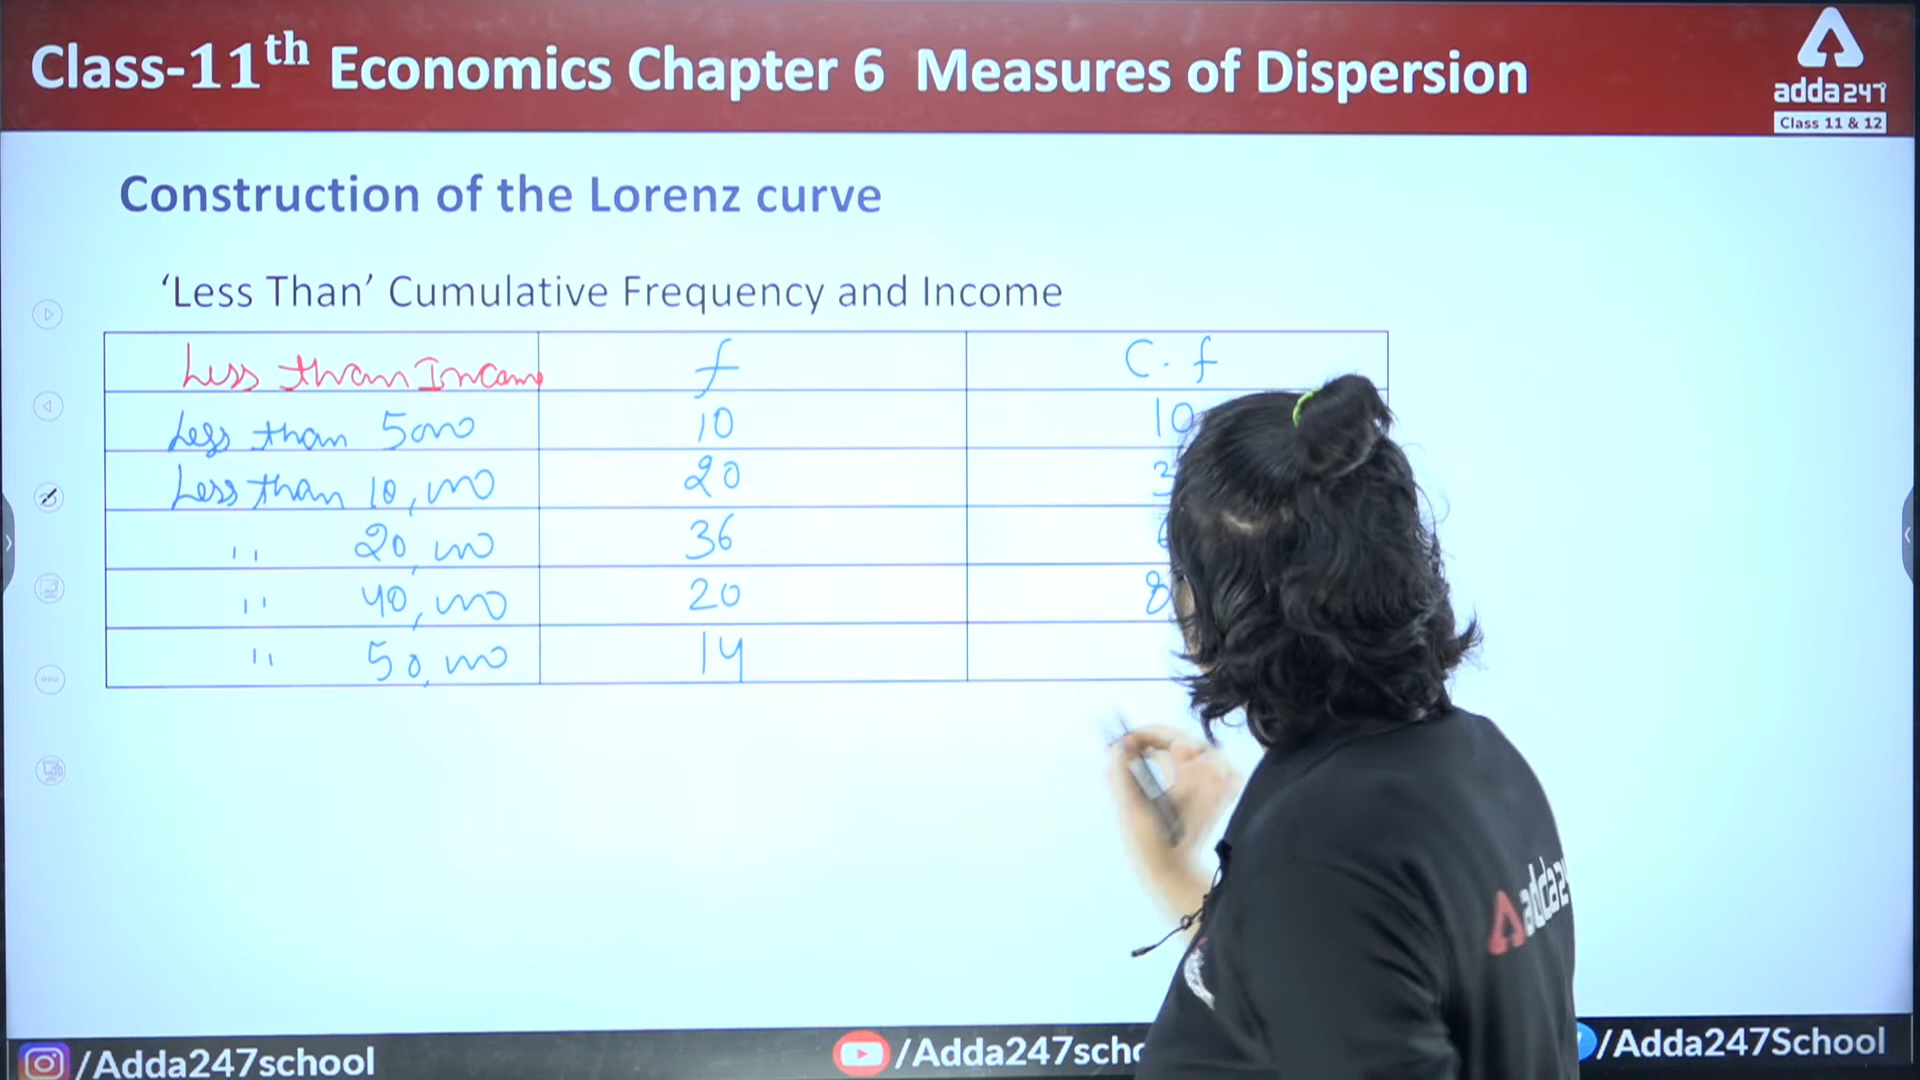 Class-11th Economics Chapter 6 Measures of Dispersion
adda247
Class 11 & 12
Construction of the Lorenz curve
‘Less Than’ Cumulative Frequency and Income
Less than Income f C.f
Less than 5000 10 10
Less than 10,000 20
" 20,000 36
" 40,000 20
" 50,000 14
adda24
/Adda247school
/Adda247scho
/Adda247School